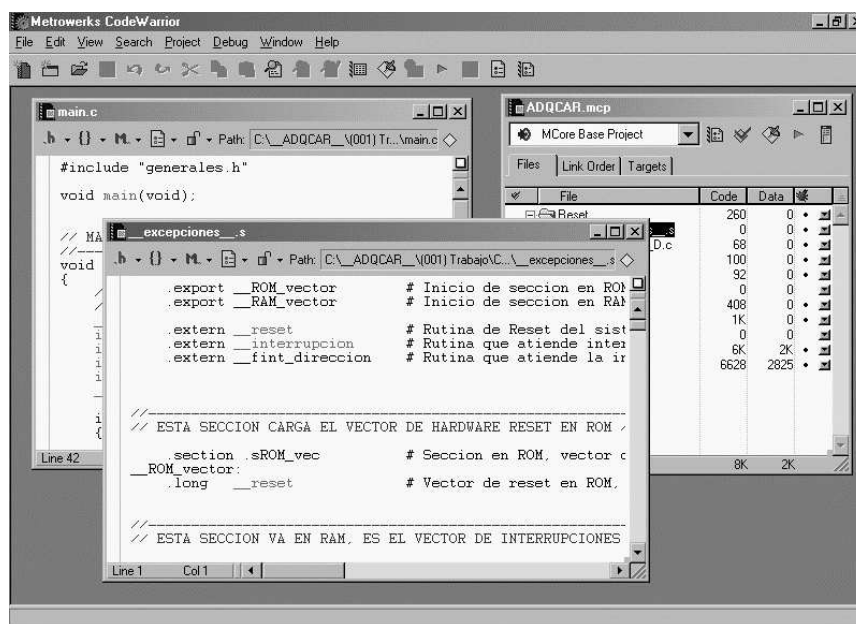 Metrowerks CodeWarrior
File Edit View Search Project Debug Window Help
main.c
.h {} M. Path: C:\__ADQCAR__\(001) Tr...\main.c
#include "generales.h"
void main(void);
// MA
//----
void
{
Line 42
ADQCAR.mcp
MCore Base Project
Files Link Order Targets
File Code Data
Reset 260 0
s__.s 0 0
_D.c 68 0
100 0
92 0
0 0
408 0
1K 0
0 0
6K 2K
6628 2825
8K 2K
__excepciones__.s
.h {} M. Path: C:\__ADQCAR__\(001) Trabajo\C...\__excepciones__.s
.export __ROM_vector # Inicio de seccion en ROM
.export __RAM_vector # Inicio de seccion en RAM
.extern __reset # Rutina de Reset del sist
.extern __interrupcion # Rutina que atiende inter
.extern __fint_direccion # Rutina que atiende la ir
//----------------------------------------------------------
// ESTA SECCION CARGA EL VECTOR DE HARDWARE RESET EN ROM /
.section .sROM_vec # Seccion en ROM, vector
__ROM_vector:
.long __reset # Vector de reset en ROM,
//----------------------------------------------------------
// ESTA SECCION VA EN RAM, ES EL VECTOR DE INTERRUPCIONES
Line 1 Col 1